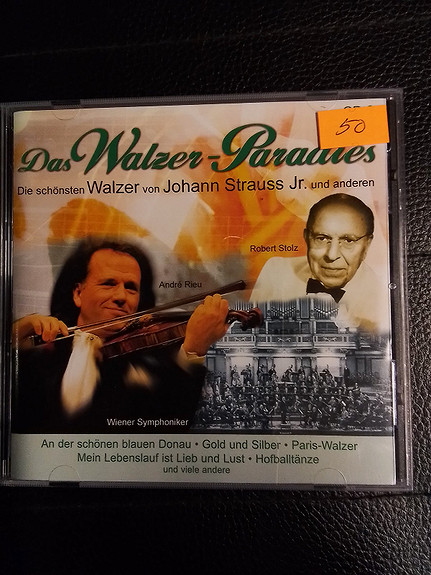 50
Das Walzer-Paradies
Die schönsten Walzer von Johann Strauss Jr. und anderen
Robert Stolz
André Rieu
Wiener Symphoniker
An der schönen blauen Donau • Gold und Silber • Paris-Walzer
Mein Lebenslauf ist Lieb und Lust • Hofballtänze
und viele andere